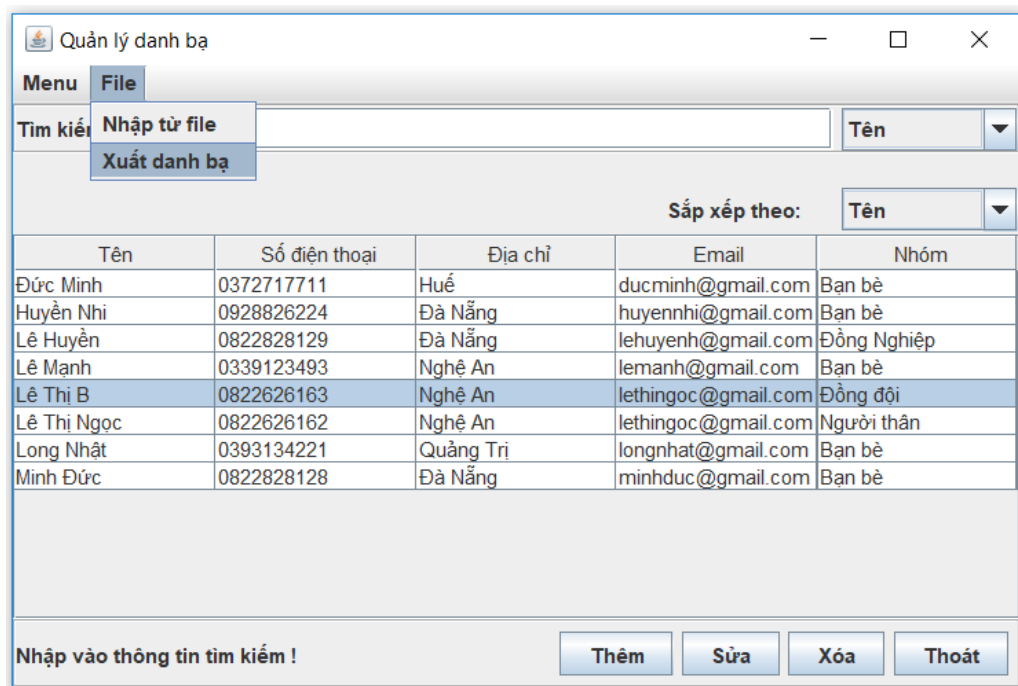 Quản lý danh bạ
Menu File
Nhập từ file
Tìm kiếm Tên
Xuất danh bạ
Sắp xếp theo: Tên
Tên Số điện thoại Địa chỉ Email Nhóm
Đức Minh 0372717711 Huế ducminh@gmail.com Bạn bè
Huyền Nhi 0928826224 Đà Nẵng huyennhi@gmail.com Bạn bè
Lê Huyền 0822828129 Đà Nẵng lehuyenh@gmail.com Đồng Nghiệp
Lê Mạnh 0339123493 Nghệ An lemanh@gmail.com Bạn bè
Lê Thị B 0822626163 Nghệ An lethingoc@gmail.com Đồng đội
Lê Thị Ngọc 0822626162 Nghệ An lethingoc@gmail.com Người thân
Long Nhật 0393134221 Quảng Trị longnhat@gmail.com Bạn bè
Minh Đức 0822828128 Đà Nẵng minhduc@gmail.com Bạn bè
Nhập vào thông tin tìm kiếm ! Thêm Sửa Xóa Thoát